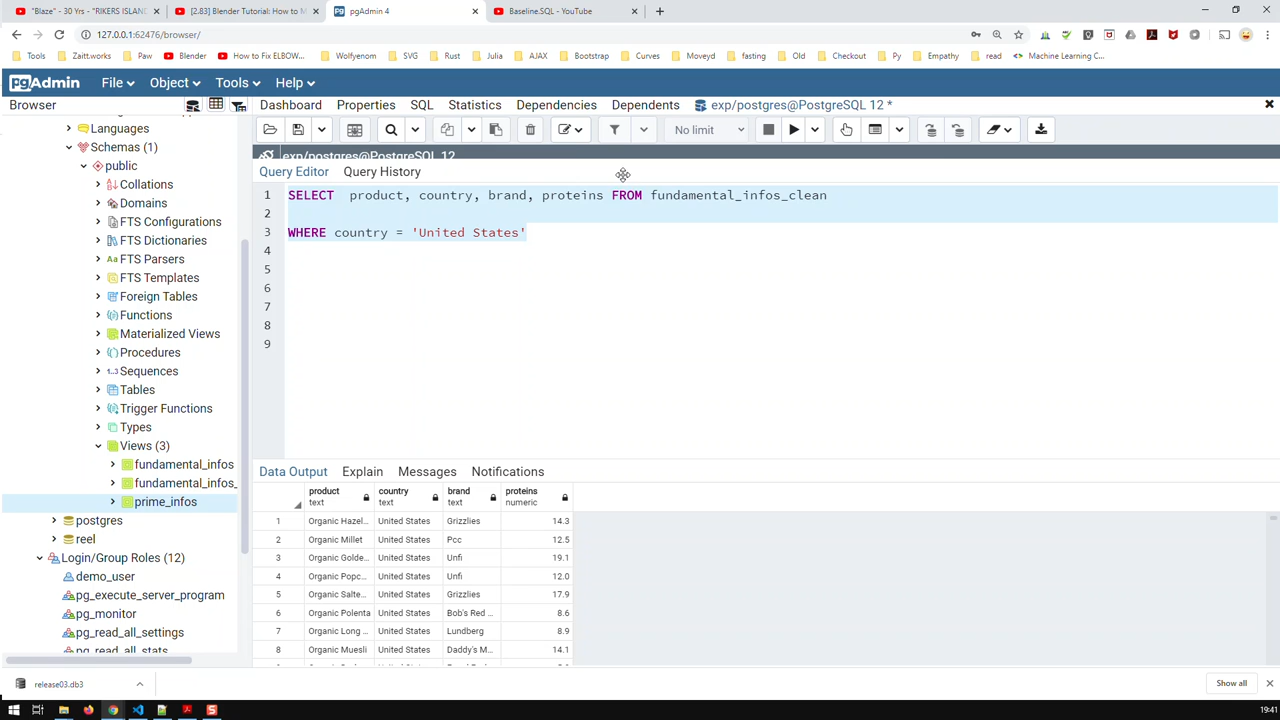 "Blaze" - 30 Yrs - "RIKERS ISLAND
[2.83] Blender Tutorial: How to M
pgAdmin 4
Baseline.SQL - YouTube
127.0.0.1:62476/browser/
Tools
Zaitt.works
Paw
Blender
How to Fix ELBOW...
Wolfyenom
SVG
Rust
Julia
AJAX
Bootstrap
Curves
Moveyd
fasting
Old
Checkout
Py
Empathy
read
Machine Learning C...
pgAdmin
File
Object
Tools
Help
Browser
Dashboard
Properties
SQL
Statistics
Dependencies
Dependents
exp/postgres@PostgreSQL 12 *
No limit
exp/postgres@PostgreSQL 12
Query Editor
Query History
Languages
Schemas (1)
public
Collations
Domains
FTS Configurations
FTS Dictionaries
FTS Parsers
FTS Templates
Foreign Tables
Functions
Materialized Views
Procedures
Sequences
Tables
Trigger Functions
Types
Views (3)
fundamental_infos
fundamental_infos_
prime_infos
postgres
reel
Login/Group Roles (12)
demo_user
pg_execute_server_program
pg_monitor
pg_read_all_settings
pg_read_all_stats
1 SELECT product, country, brand, proteins FROM fundamental_infos_clean
2
3 WHERE country = 'United States'
4
5
6
7
8
9
Data Output
Explain
Messages
Notifications
product country brand proteins
text text text numeric
1 Organic Hazel... United States Grizzlies 14.3
2 Organic Millet United States Pcc 12.5
3 Organic Golde... United States Unfi 19.1
4 Organic Popc... United States Unfi 12.0
5 Organic Salte... United States Grizzlies 17.9
6 Organic Polenta United States Bob's Red ... 8.6
7 Organic Long ... United States Lundberg 8.9
8 Organic Muesli United States Daddy's M... 14.1
release03.db3
Show all
19:41